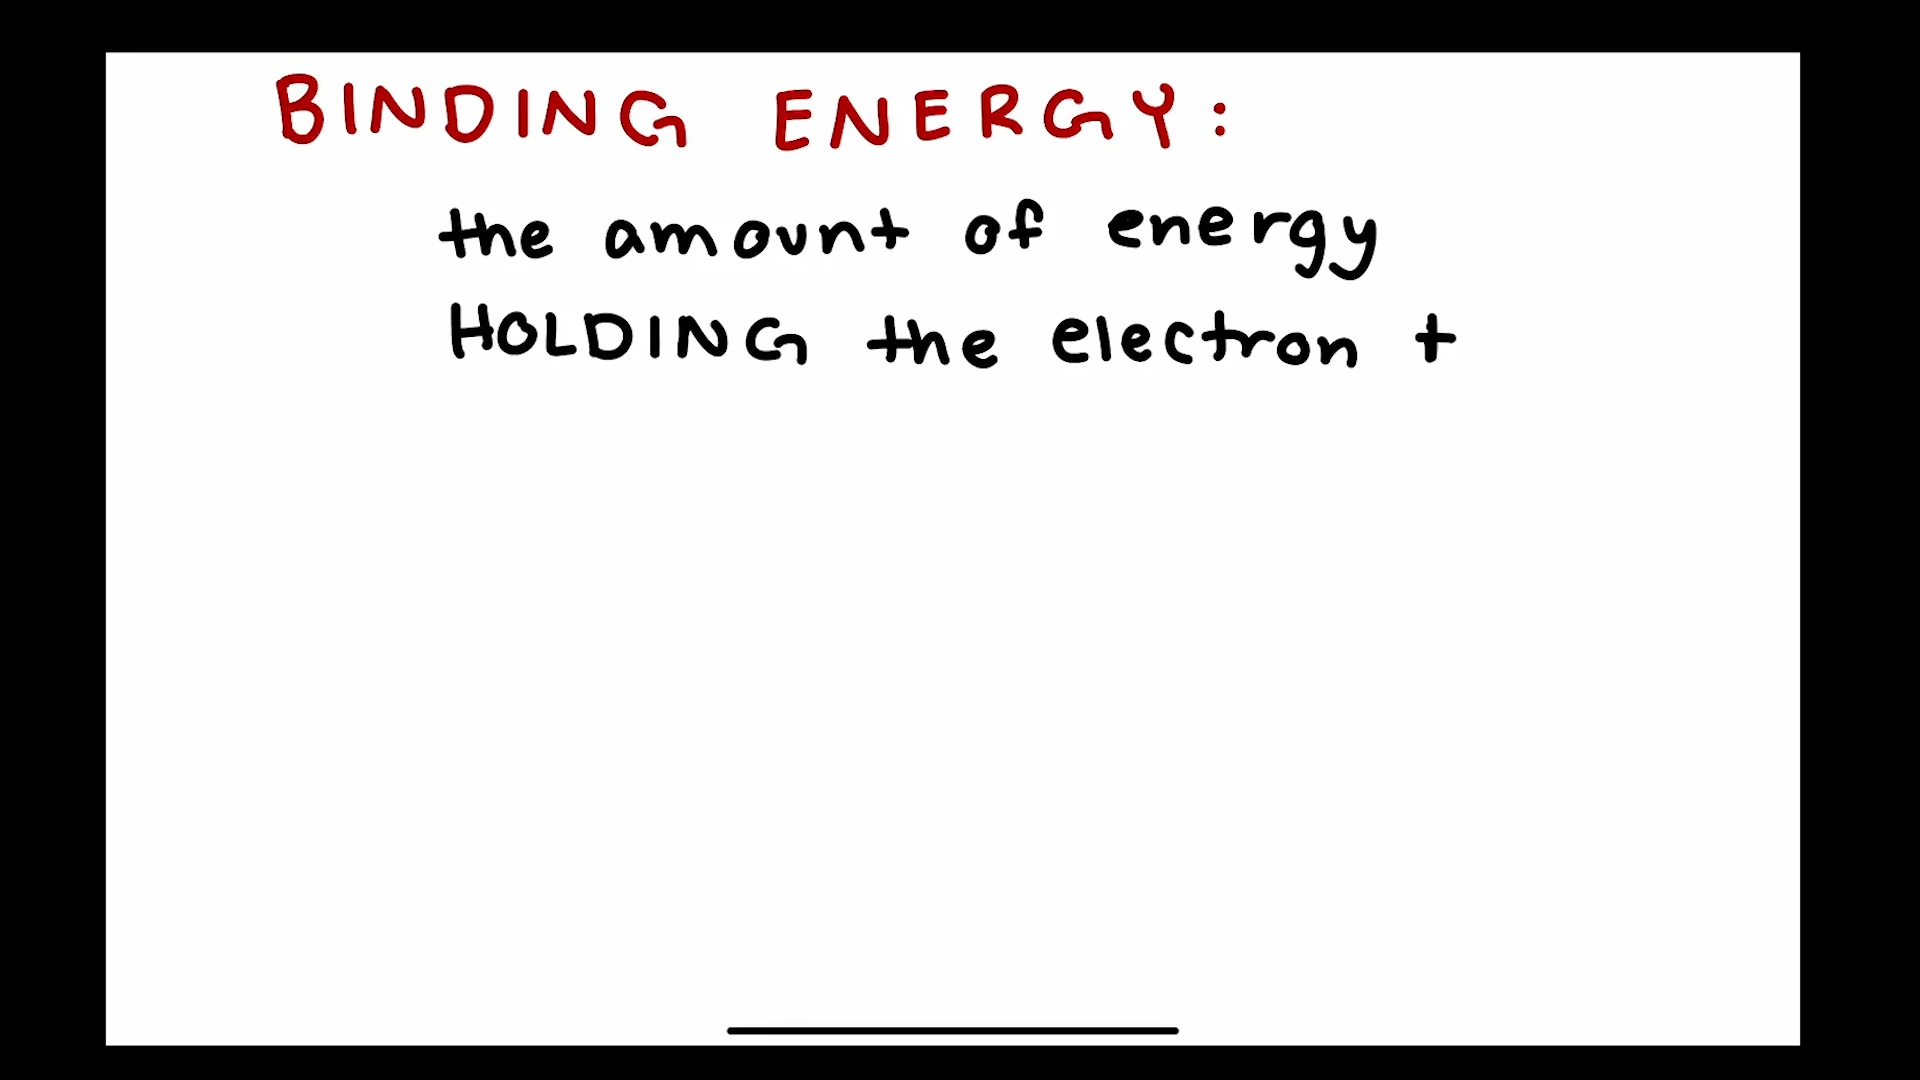 BINDING ENERGY:
the amount of energy
HOLDING the electron t